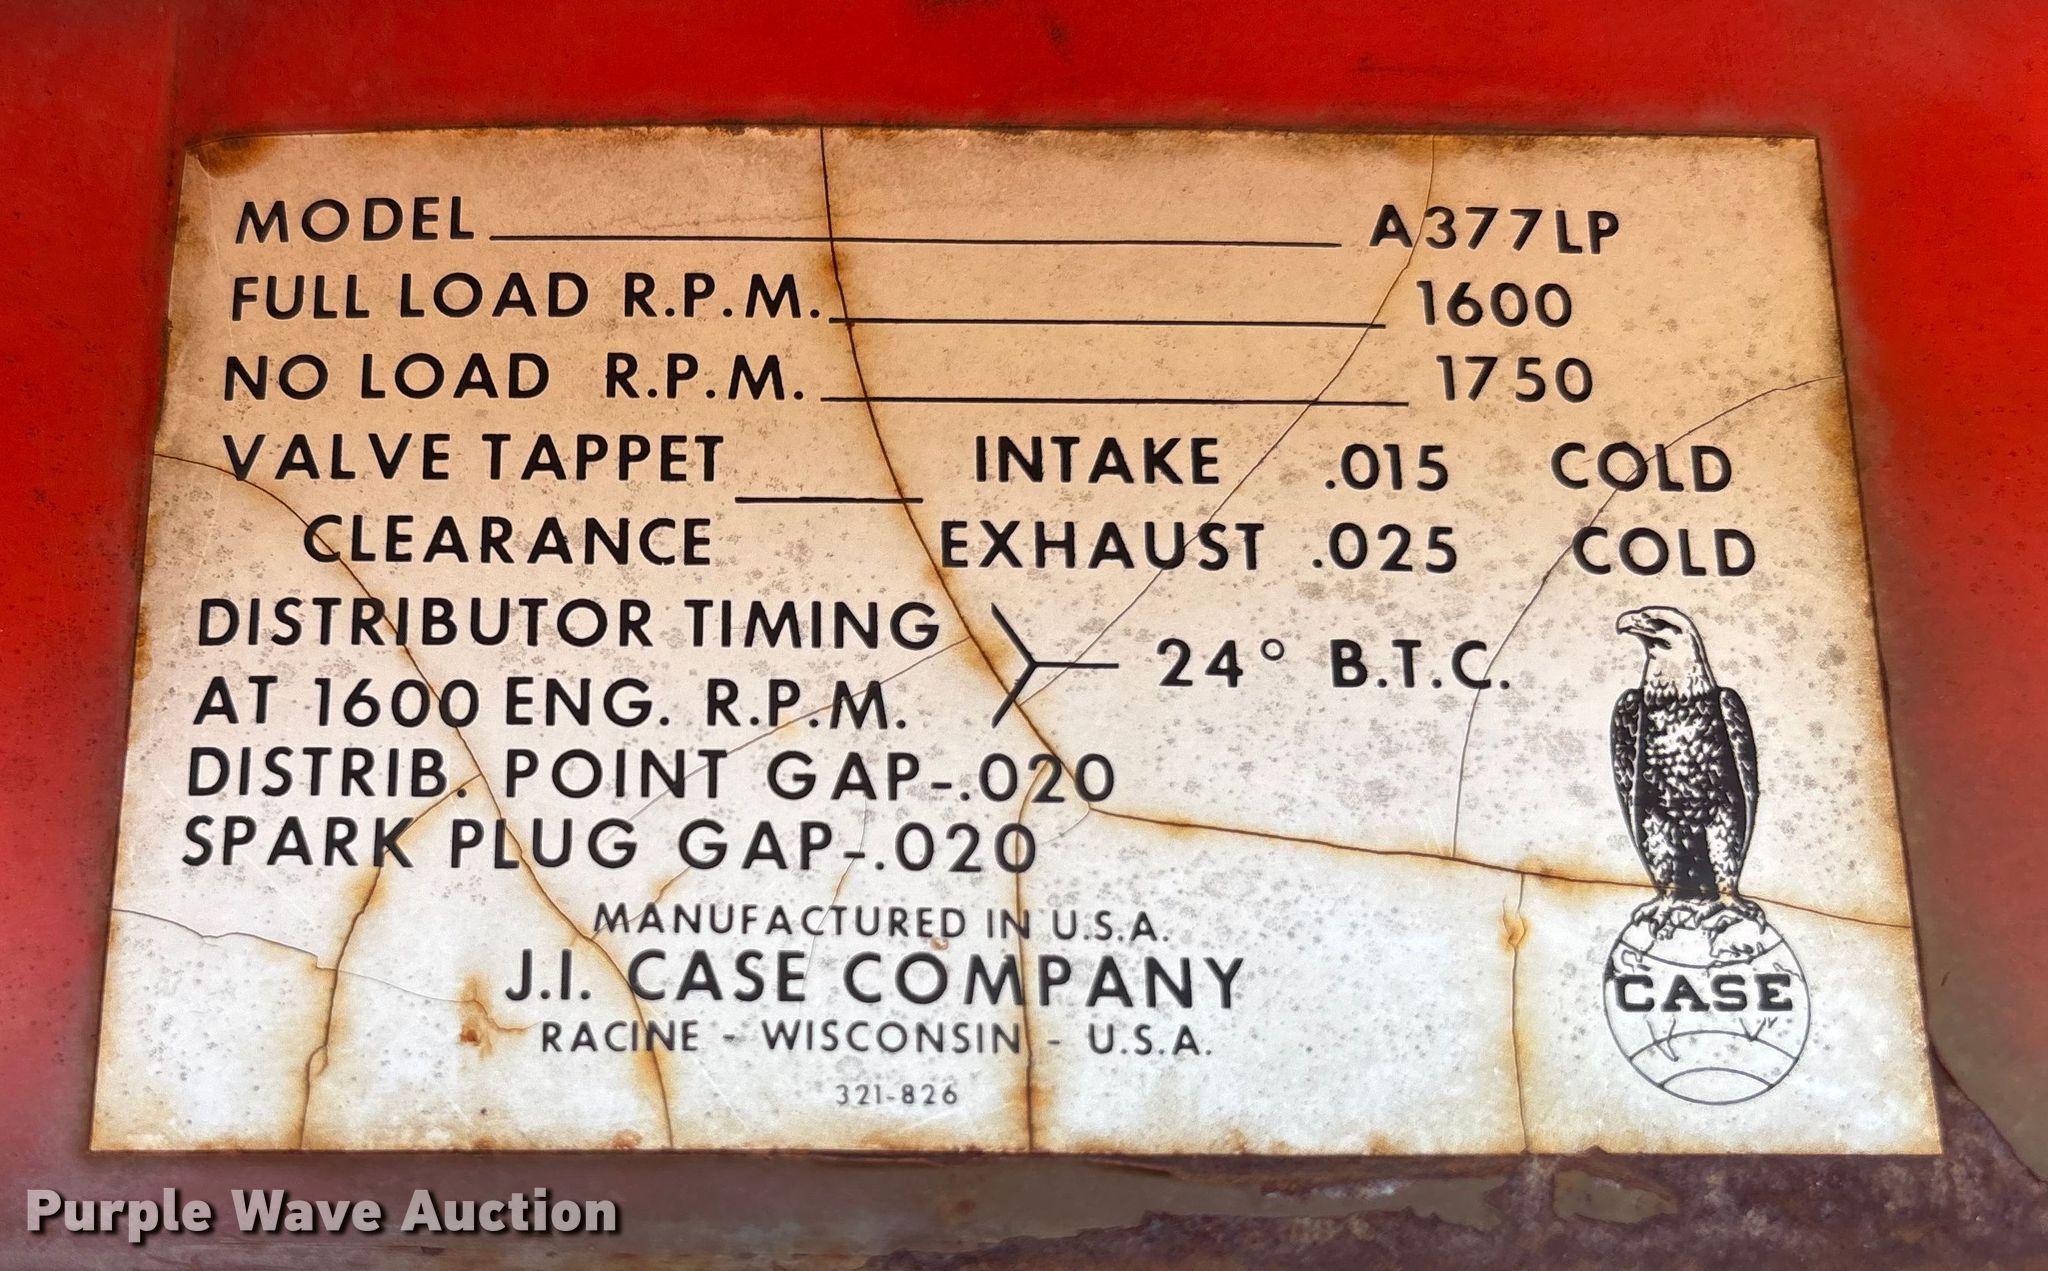 MODEL A377LP
FULL LOAD R.P.M. 1600
NO LOAD R.P.M. 1750
VALVE TAPPET INTAKE .015 COLD
CLEARANCE EXHAUST .025 COLD
DISTRIBUTOR TIMING
AT 1600 ENG. R.P.M. 24° B.T.C.
DISTRIB. POINT GAP-.020
SPARK PLUG GAP-.020
MANUFACTURED IN U.S.A.
J.I. CASE COMPANY
RACINE - WISCONSIN - U.S.A.
321-826
CASE
Purple Wave Auction